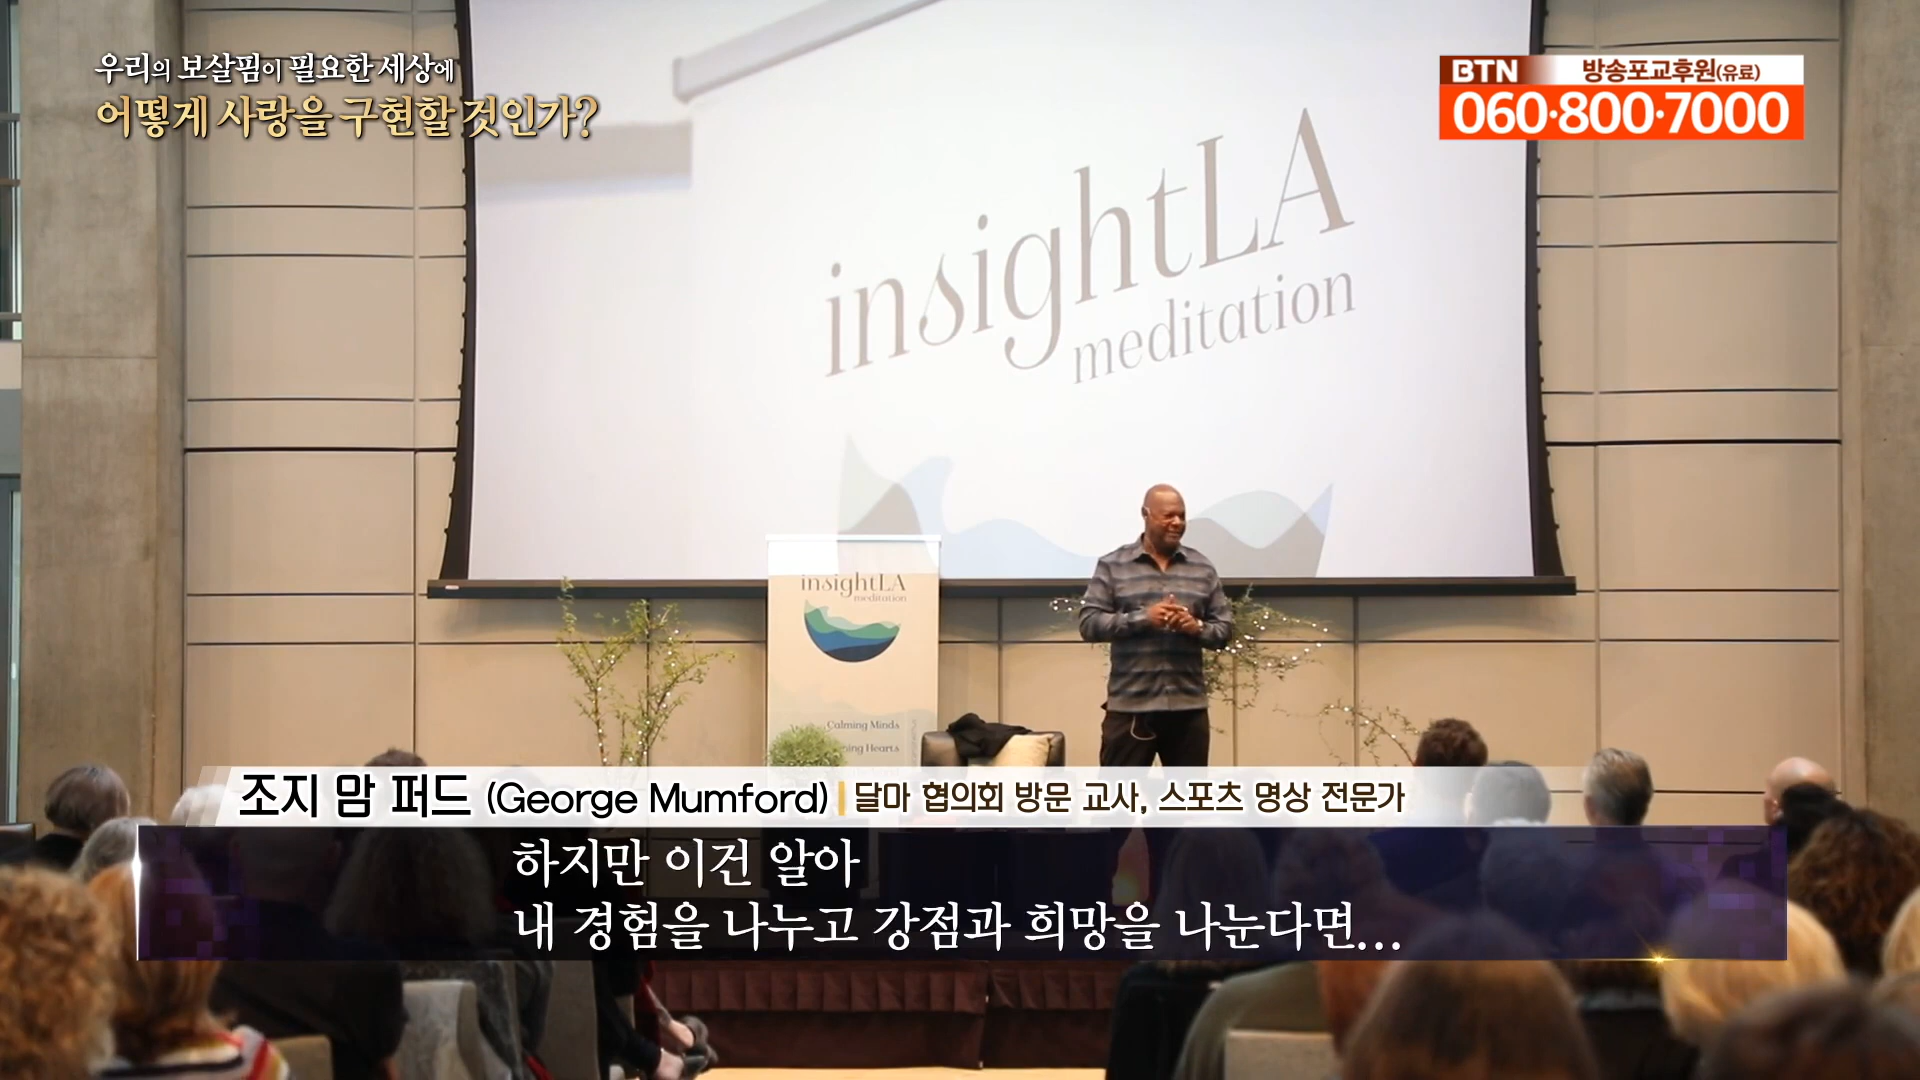 우리의 보살핌이 필요한 세상에
어떻게 사랑을 구현할 것인가?
BTN 방송포교후원(유료)
060·800·7000
insightLA
meditation
insightLA
meditation
Calming Minds
Hearts
조지 맘 퍼드 (George Mumford) 달마 협의회 방문 교사, 스포츠 명상 전문가
하지만 이건 알아
내 경험을 나누고 강점과 희망을 나눈다면...